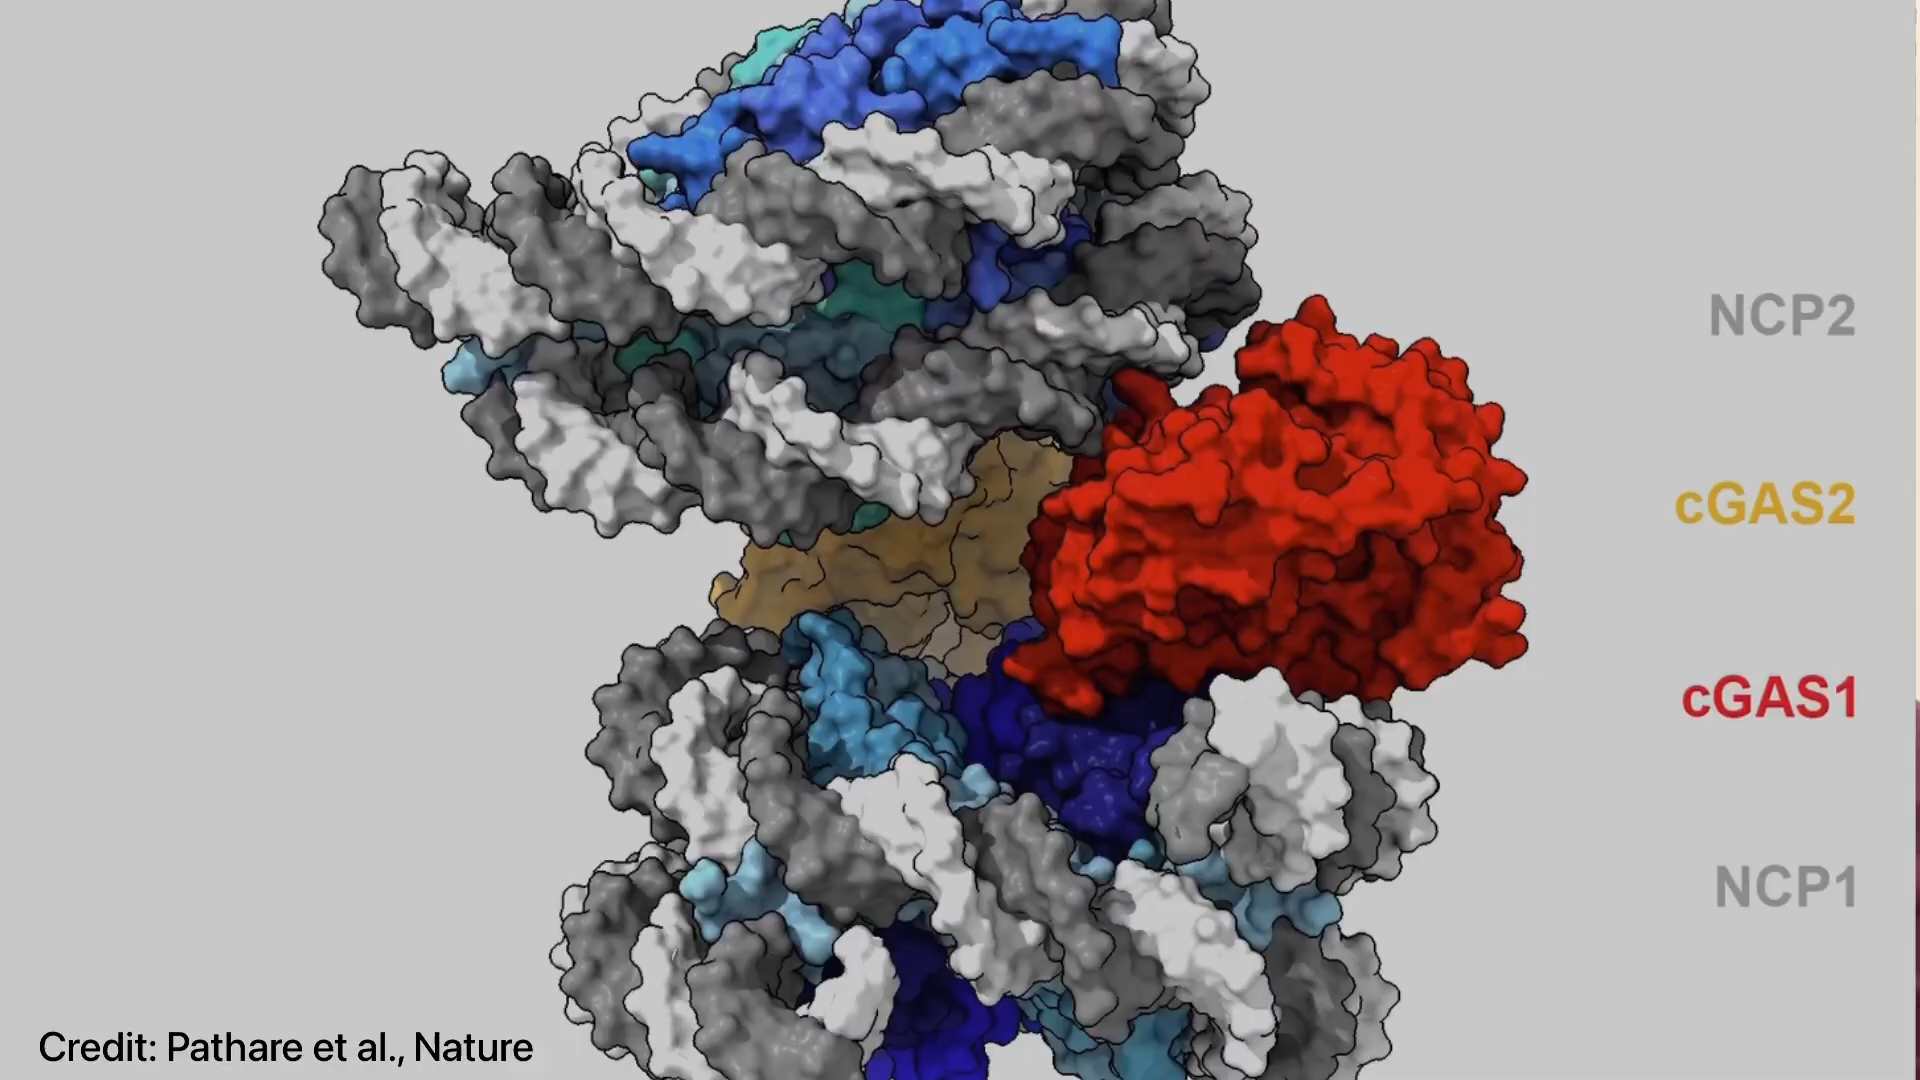 NCP2
cGAS2
cGAS1
NCP1
Credit: Pathare et al., Nature